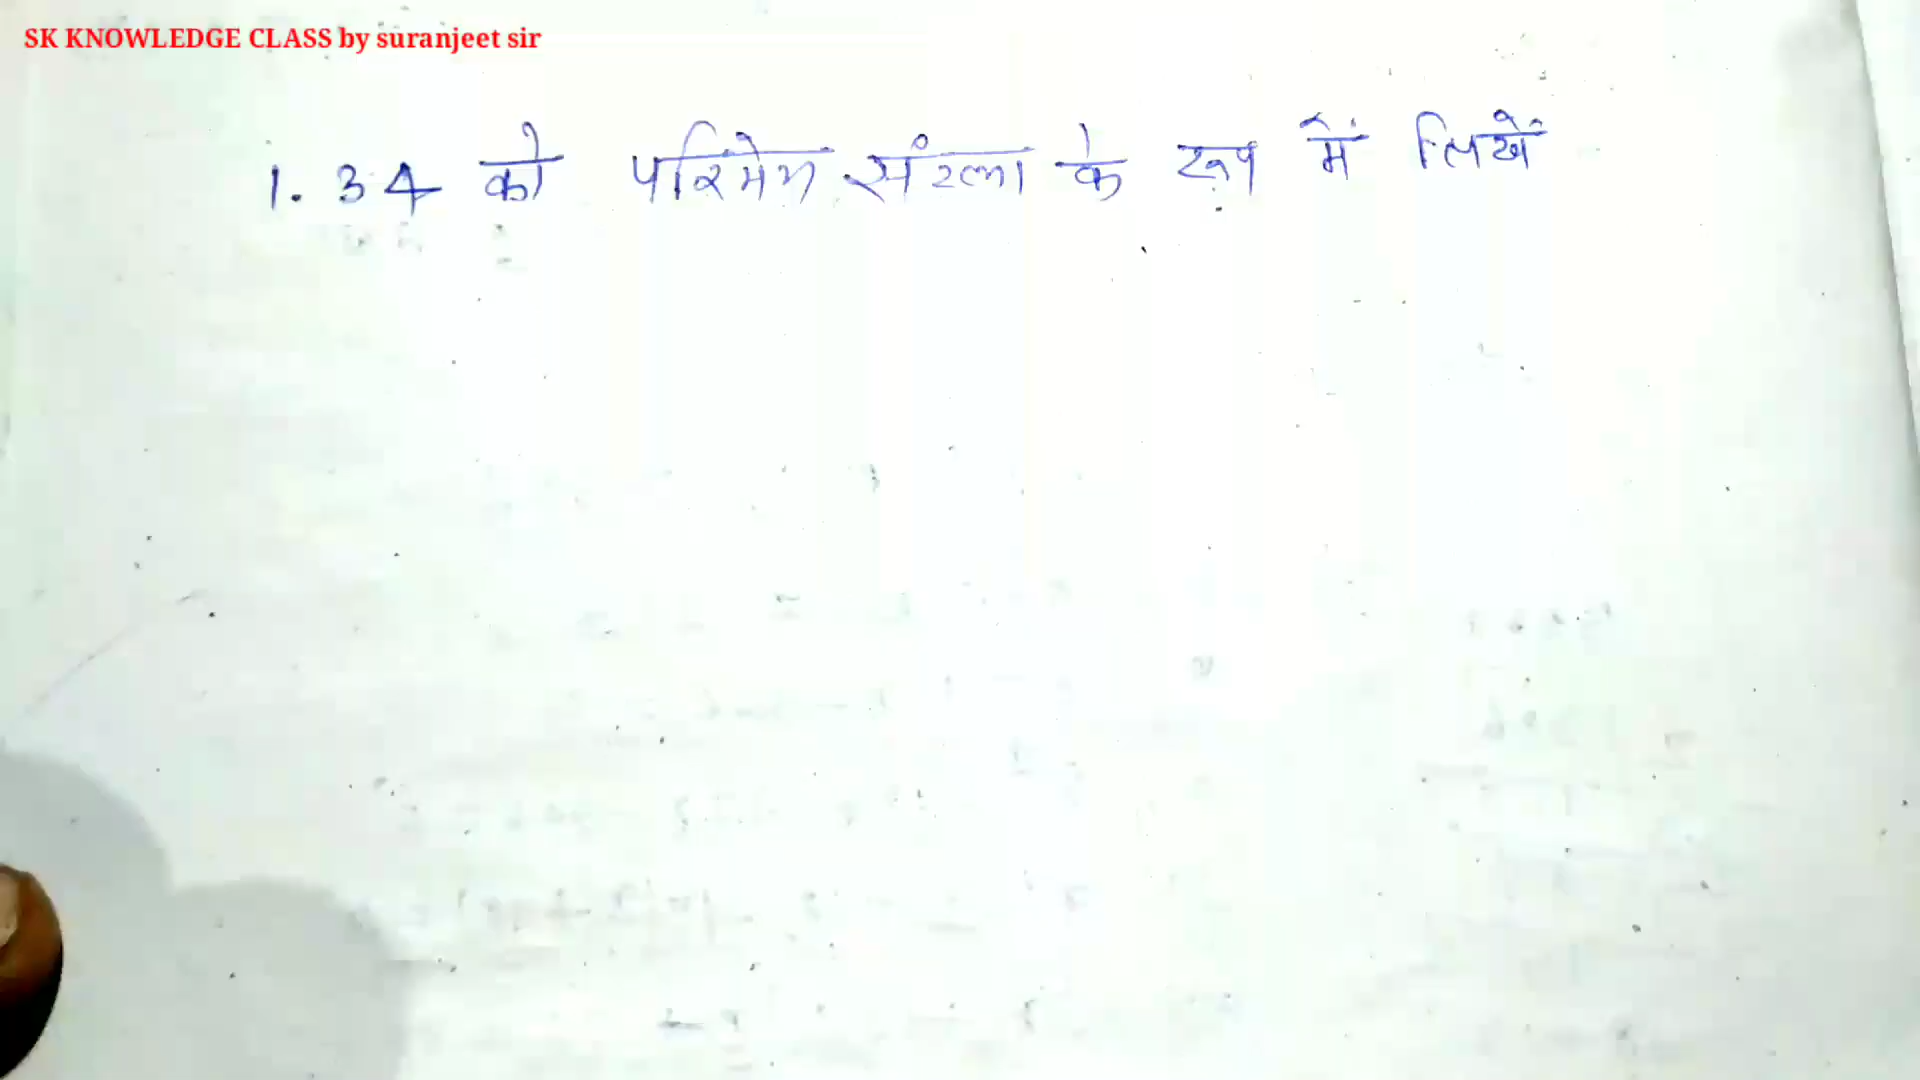 SK KNOWLEDGE CLASS by suranjeet sir
1.34 को परिमेय संख्या के रूप में लिखें